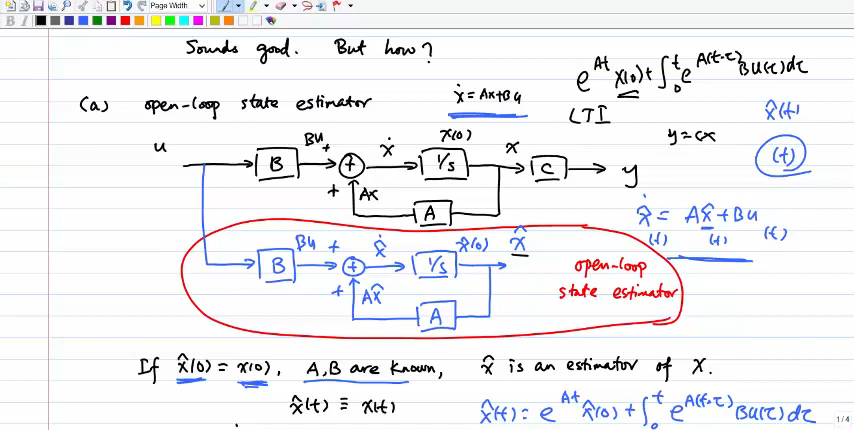 Page Width
B I
Sounds good. But how?
e^{At} x(0) + ∫_0^t e^{A(t-τ)} Bu(τ)dτ
(a) open-loop state estimator
ẋ = Ax+Bu
LTI
x̂(t)
u
B
Bu
+
+
ẋ
x(0)
1/s
x
C
y
y=cx
(t)
+
Ax
A
x̂̇ = Ax̂ + Bu
(t) (t) (t)
B
Bu
+
+
x̂̇
x̂(0)
1/s
x̂
+
Ax̂
A
open-loop
state estimator
If x̂(0) = x(0), A,B are known, x̂ is an estimator of x.
x̂(t) ≡ x(t)
x̂(t) = e^{At} x̂(0) + ∫_0^t e^{A(t-τ)} Bu(τ)dτ
1/4